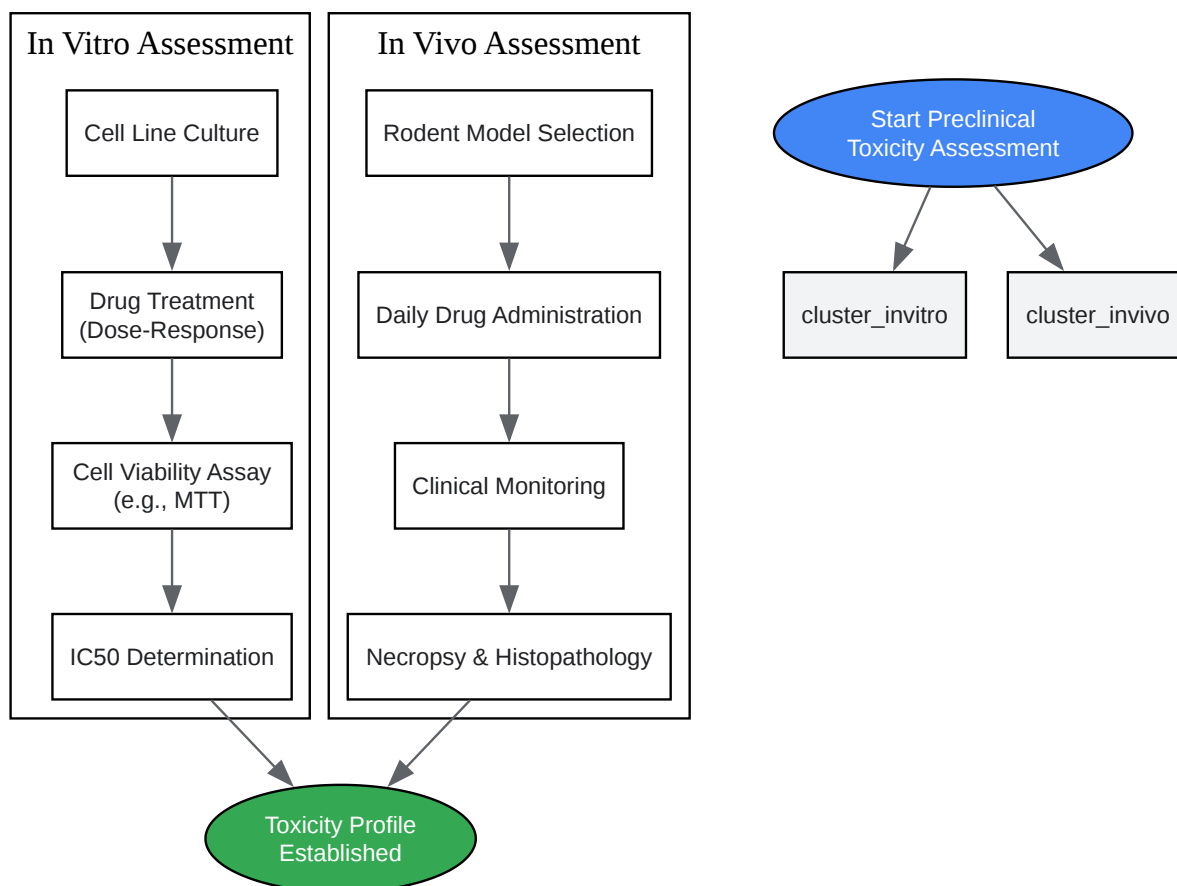 In Vitro Assessment
Cell Line Culture
Drug Treatment
(Dose-Response)
Cell Viability Assay
(e.g., MTT)
IC50 Determination
In Vivo Assessment
Rodent Model Selection
Daily Drug Administration
Clinical Monitoring
Necropsy & Histopathology
Toxicity Profile
Established
Start Preclinical
Toxicity Assessment
cluster_invitro
cluster_invivo